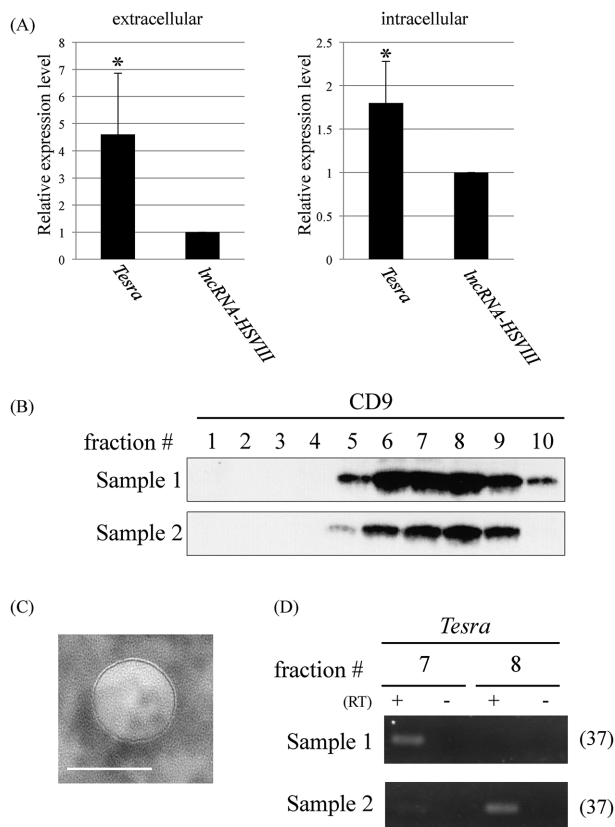 (A)
extracellular
Relative expression level
8
7
6
5
4
3
2
1
0
*
Tesra
lncRNA-HSVIII
intracellular
Relative expression level
2.5
2
1.5
1
0.5
0
*
Tesra
lncRNA-HSVIII
(B)
CD9
fraction # 1 2 3 4 5 6 7 8 9 10
Sample 1
Sample 2
(C)
(D)
Tesra
fraction # 7 8
(RT) + - + -
Sample 1 (37)
Sample 2 (37)